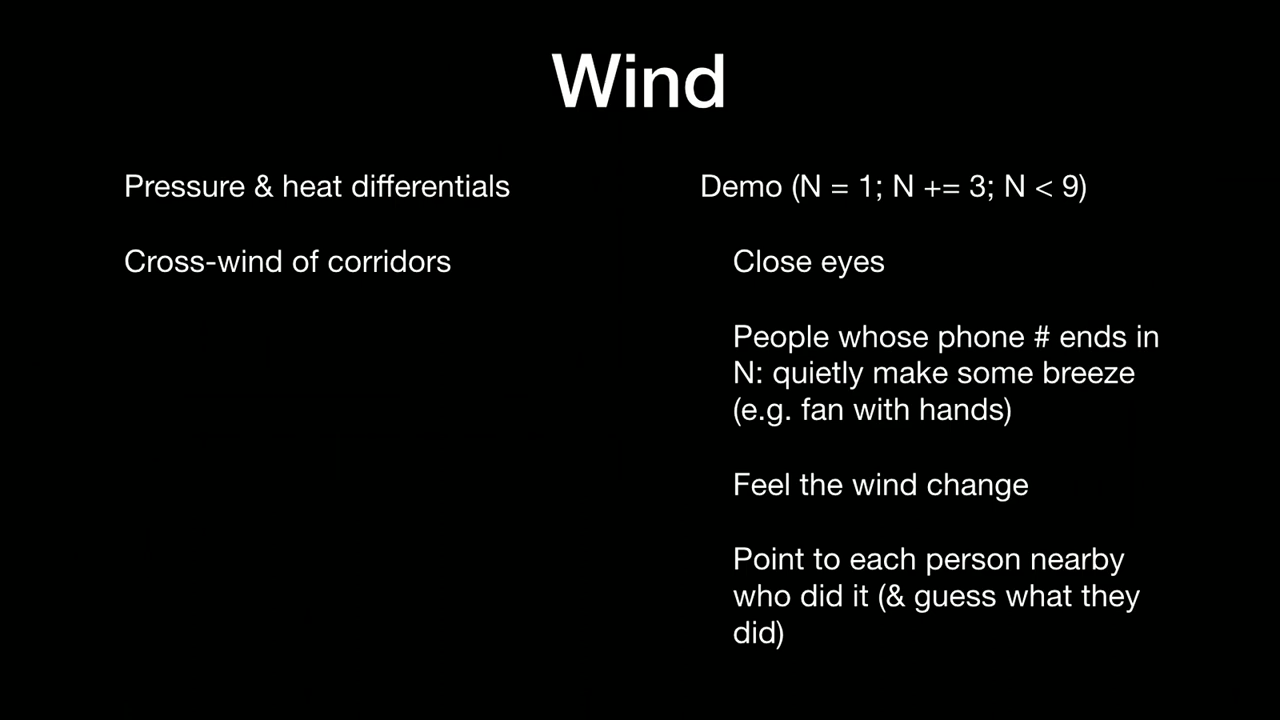 Wind
Pressure & heat differentials
Cross-wind of corridors
Demo (N = 1; N += 3; N < 9)
Close eyes
People whose phone # ends in
N: quietly make some breeze
(e.g. fan with hands)
Feel the wind change
Point to each person nearby
who did it (& guess what they
did)